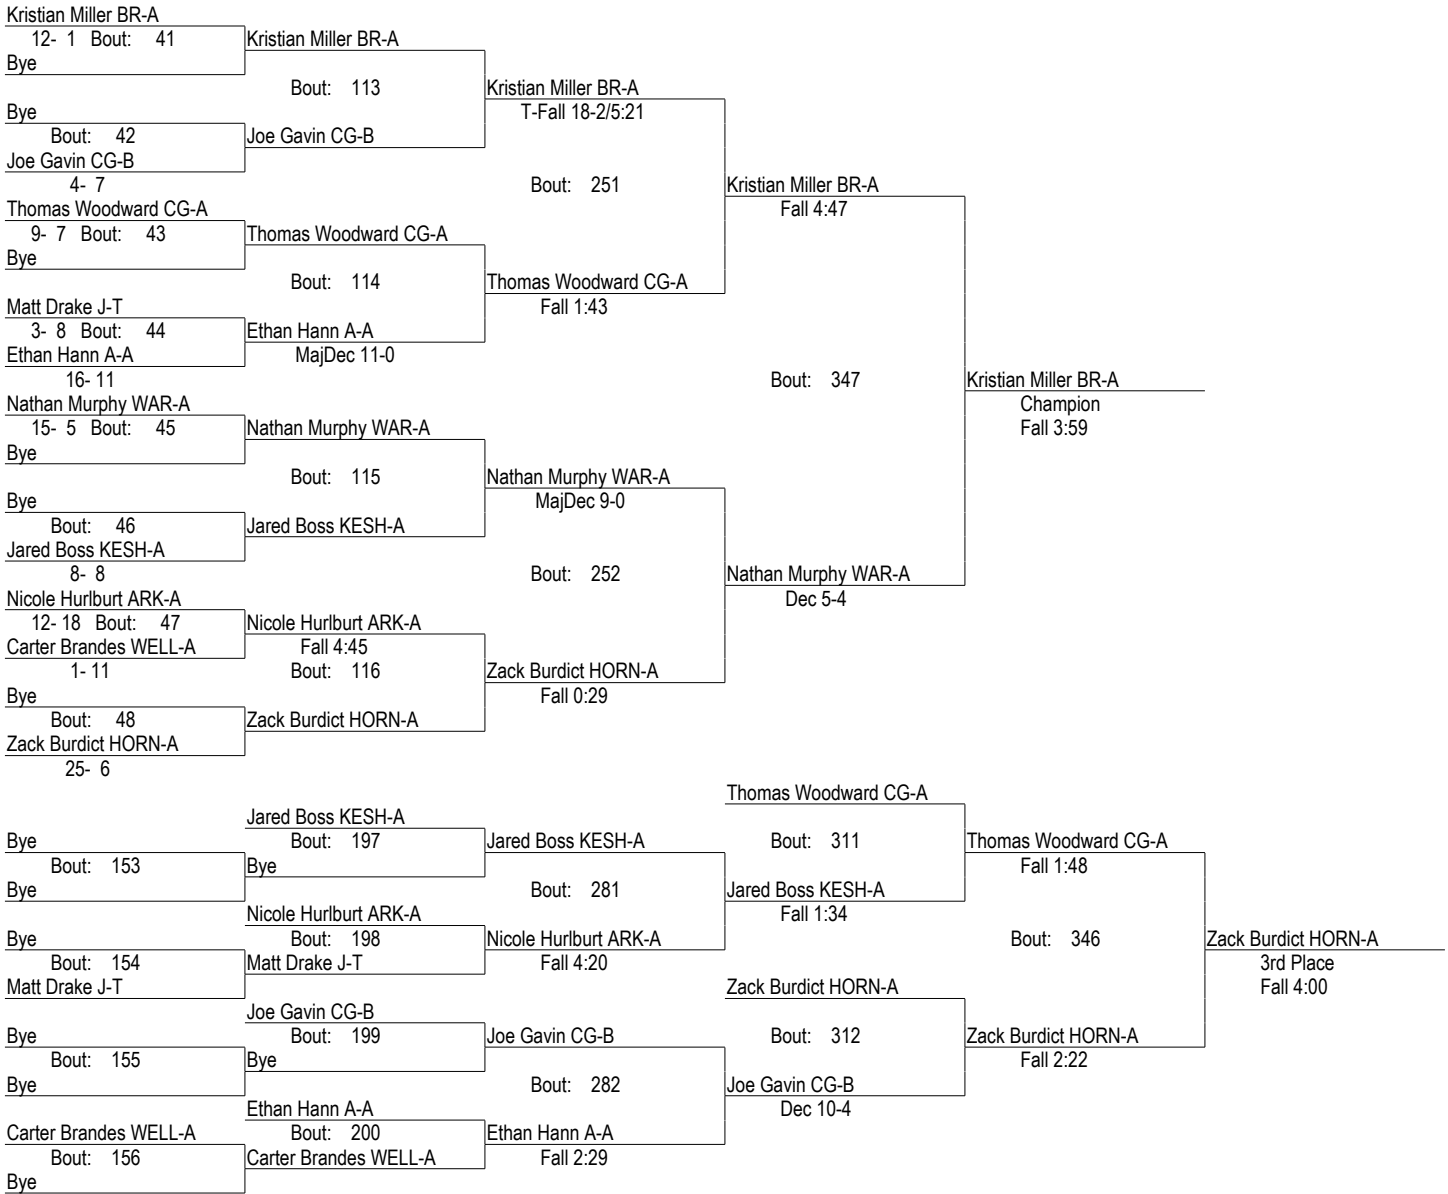 Kristian Miller BR-A
12- 1 Bout: 41 Kristian Miller BR-A
Bye
Bout: 113 Kristian Miller BR-A
Bye T-Fall 18-2/5:21
Bout: 42 Joe Gavin CG-B
Joe Gavin CG-B
4- 7 Bout: 251 Kristian Miller BR-A
Thomas Woodward CG-A Fall 4:47
9- 7 Bout: 43 Thomas Woodward CG-A
Bye
Bout: 114 Thomas Woodward CG-A
Matt Drake J-T Fall 1:43
3- 8 Bout: 44 Ethan Hann A-A
Ethan Hann A-A MajDec 11-0
16- 11 Bout: 347 Kristian Miller BR-A
Nathan Murphy WAR-A Champion
15- 5 Bout: 45 Nathan Murphy WAR-A Fall 3:59
Bye
Bout: 115 Nathan Murphy WAR-A
Bye MajDec 9-0
Bout: 46 Jared Boss KESH-A
Jared Boss KESH-A
8- 8 Bout: 252 Nathan Murphy WAR-A
Nicole Hurlburt ARK-A Dec 5-4
12- 18 Bout: 47 Nicole Hurlburt ARK-A
Carter Brandes WELL-A Fall 4:45
1- 11 Bout: 116 Zack Burdict HORN-A
Bye Fall 0:29
Bout: 48 Zack Burdict HORN-A
Zack Burdict HORN-A
25- 6
Thomas Woodward CG-A
Jared Boss KESH-A
Bye Bout: 197 Jared Boss KESH-A Bout: 311 Thomas Woodward CG-A
Bout: 153 Bye Fall 1:48
Bye Bout: 281 Jared Boss KESH-A
Nicole Hurlburt ARK-A Fall 1:34
Bye Bout: 198 Nicole Hurlburt ARK-A Bout: 346 Zack Burdict HORN-A
Bout: 154 Matt Drake J-T Fall 4:20 3rd Place
Matt Drake J-T Zack Burdict HORN-A Fall 4:00
Joe Gavin CG-B
Bye Bout: 199 Joe Gavin CG-B Bout: 312 Zack Burdict HORN-A
Bout: 155 Bye Fall 2:22
Bye Bout: 282 Joe Gavin CG-B
Ethan Hann A-A Dec 10-4
Carter Brandes WELL-A Bout: 200 Ethan Hann A-A
Bout: 156 Carter Brandes WELL-A Fall 2:29
Bye